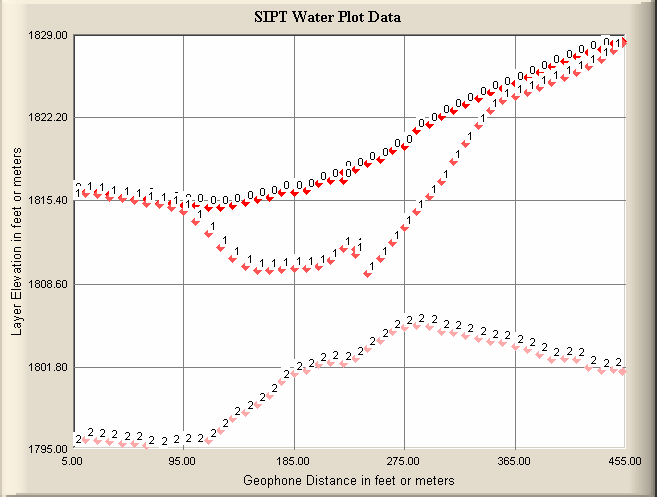 SIPT Water Plot Data
1829.00
1822.20
1815.40
1808.60
1801.80
1795.00
Layer Elevation in feet or meters
5.00 95.00 185.00 275.00 365.00 455.00
Geophone Distance in feet or meters